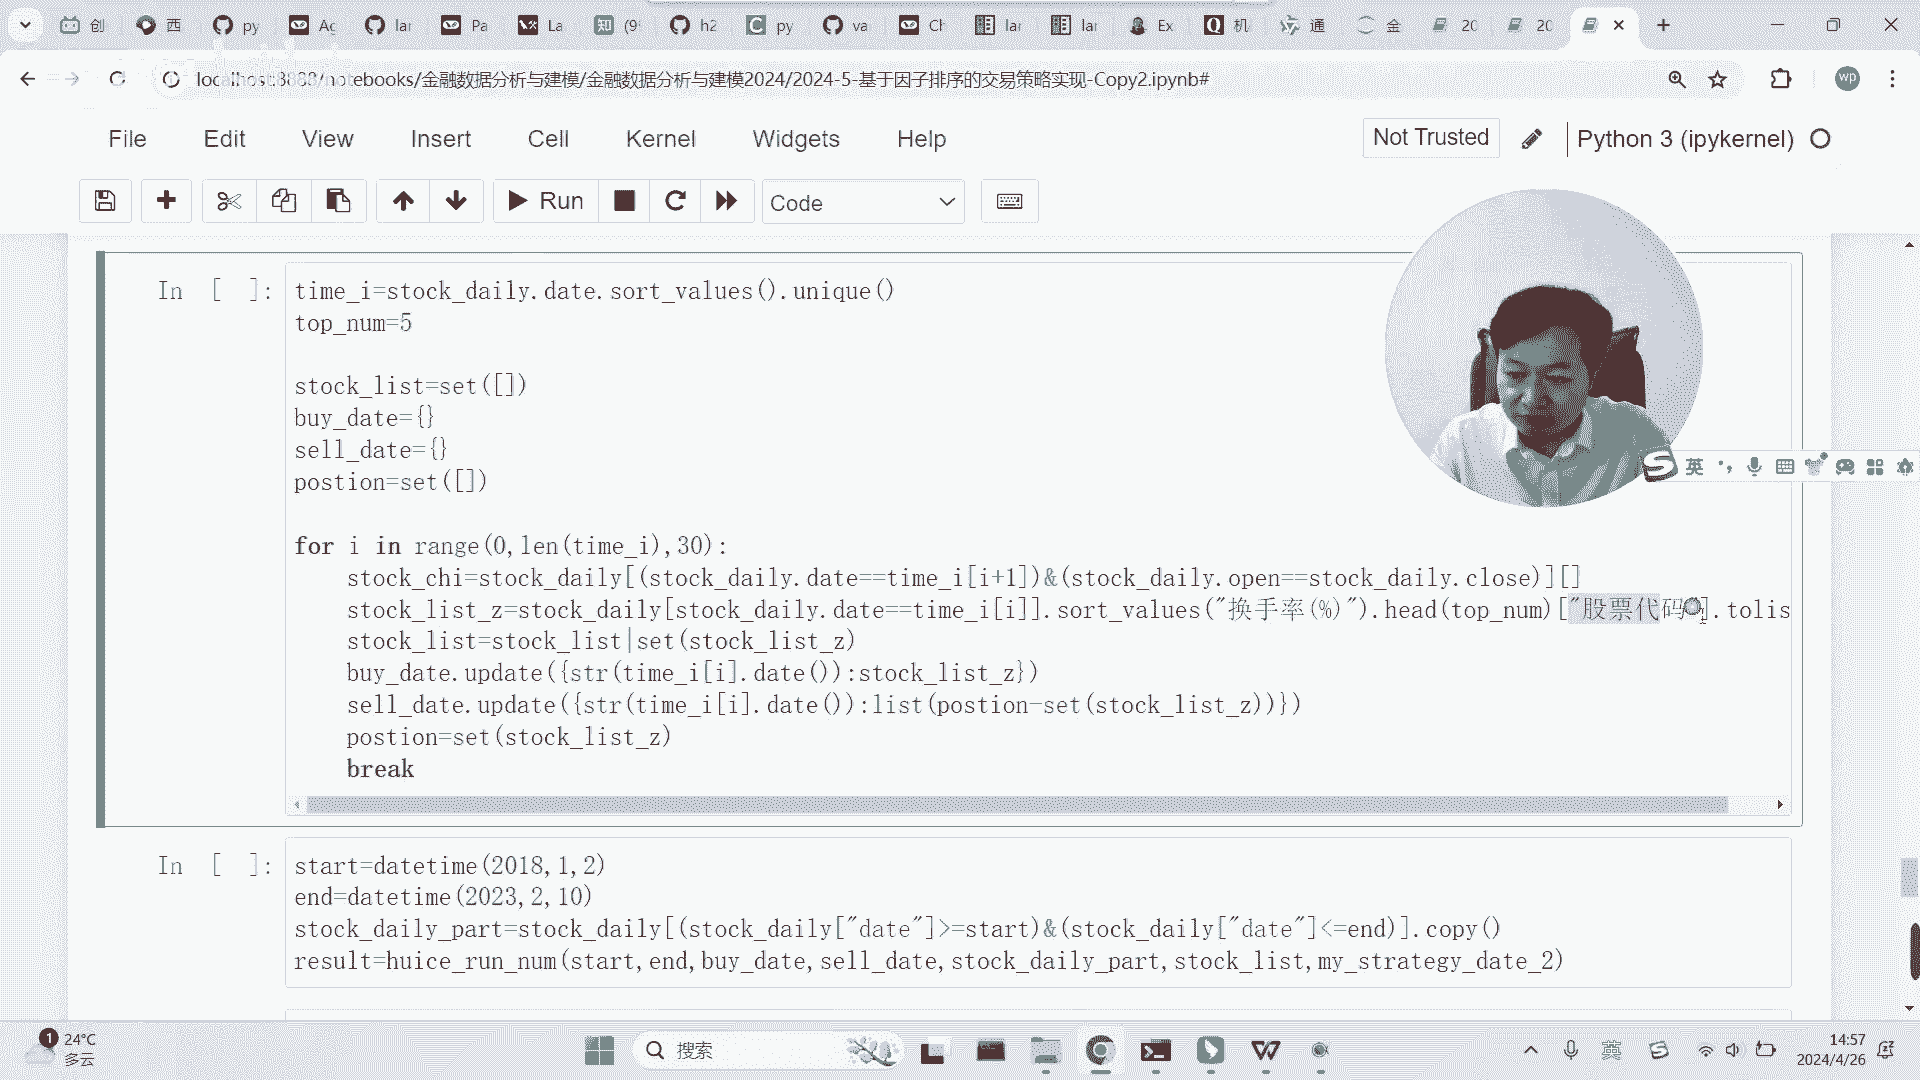 创
西
py
Ag
lar
Pa
La
(9
h2
py
va
Ch
lar
lar
Ex
机
通
金
20
20
localhost:8888/notebooks/金融数据分析与建模/金融数据分析与建模2024/2024-5-基于因子排序的交易策略实现-Copy2.ipynb#
wp
File Edit View Insert Cell Kernel Widgets Help
Not Trusted
Python 3 (ipykernel)
Run
Code
In [ ]:
time_i=stock_daily.date.sort_values().unique()
top_num=5
stock_list=set([])
buy_date={}
sell_date={}
postion=set([])
for i in range(0,len(time_i),30):
stock_chi=stock_daily[(stock_daily.date==time_i[i+1])&(stock_daily.open==stock_daily.close)][]
stock_list_z=stock_daily[stock_daily.date==time_i[i]].sort_values("换手率(%)").head(top_num)["股票代码"].tolis
stock_list=stock_list|set(stock_list_z)
buy_date.update({str(time_i[i].date()):stock_list_z})
sell_date.update({str(time_i[i].date()):list(postion-set(stock_list_z))})
postion=set(stock_list_z)
break
英
In [ ]:
start=datetime(2018,1,2)
end=datetime(2023,2,10)
stock_daily_part=stock_daily[(stock_daily["date"]>=start)&(stock_daily["date"]<=end)].copy()
result=huice_run_num(start,end,buy_date,sell_date,stock_daily_part,stock_list,my_strategy_date_2)
1
24°C
多云
搜索
英
14:57
2024/4/26